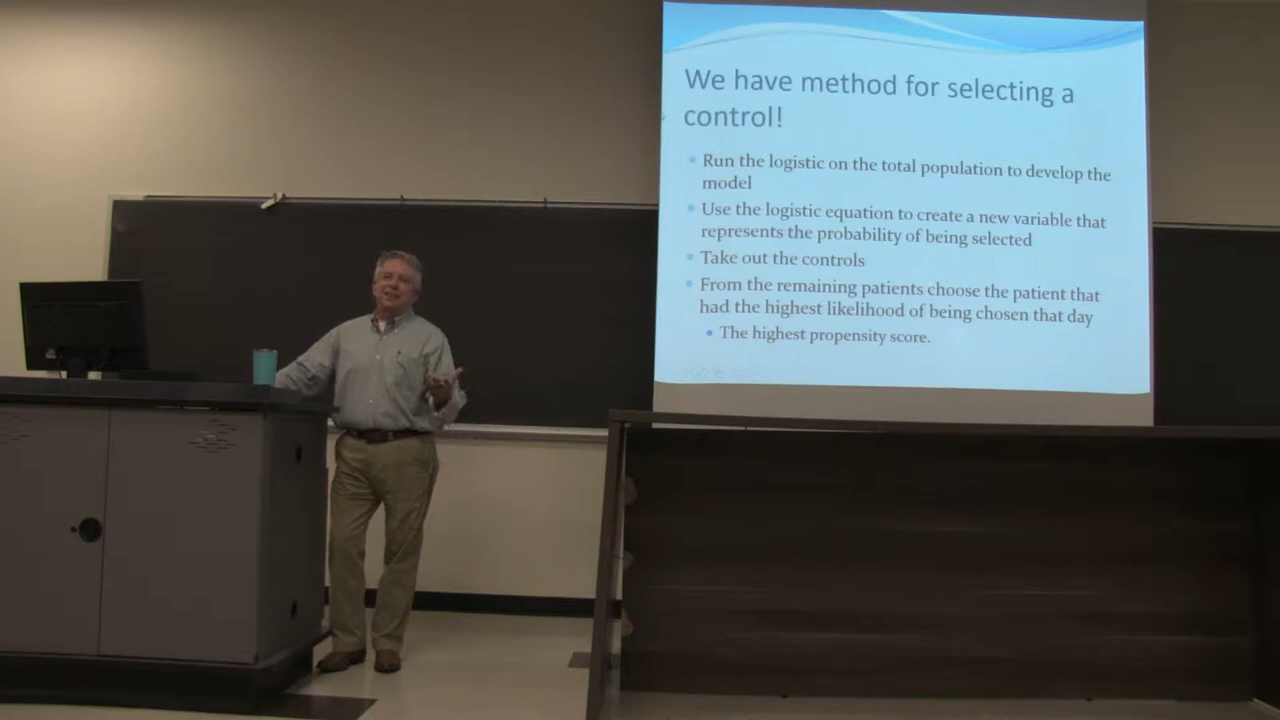 We have method for selecting a
control!
Run the logistic on the total population to develop the
model
Use the logistic equation to create a new variable that
represents the probability of being selected
Take out the controls
From the remaining patients choose the patient that
had the highest likelihood of being chosen that day
The highest propensity score.